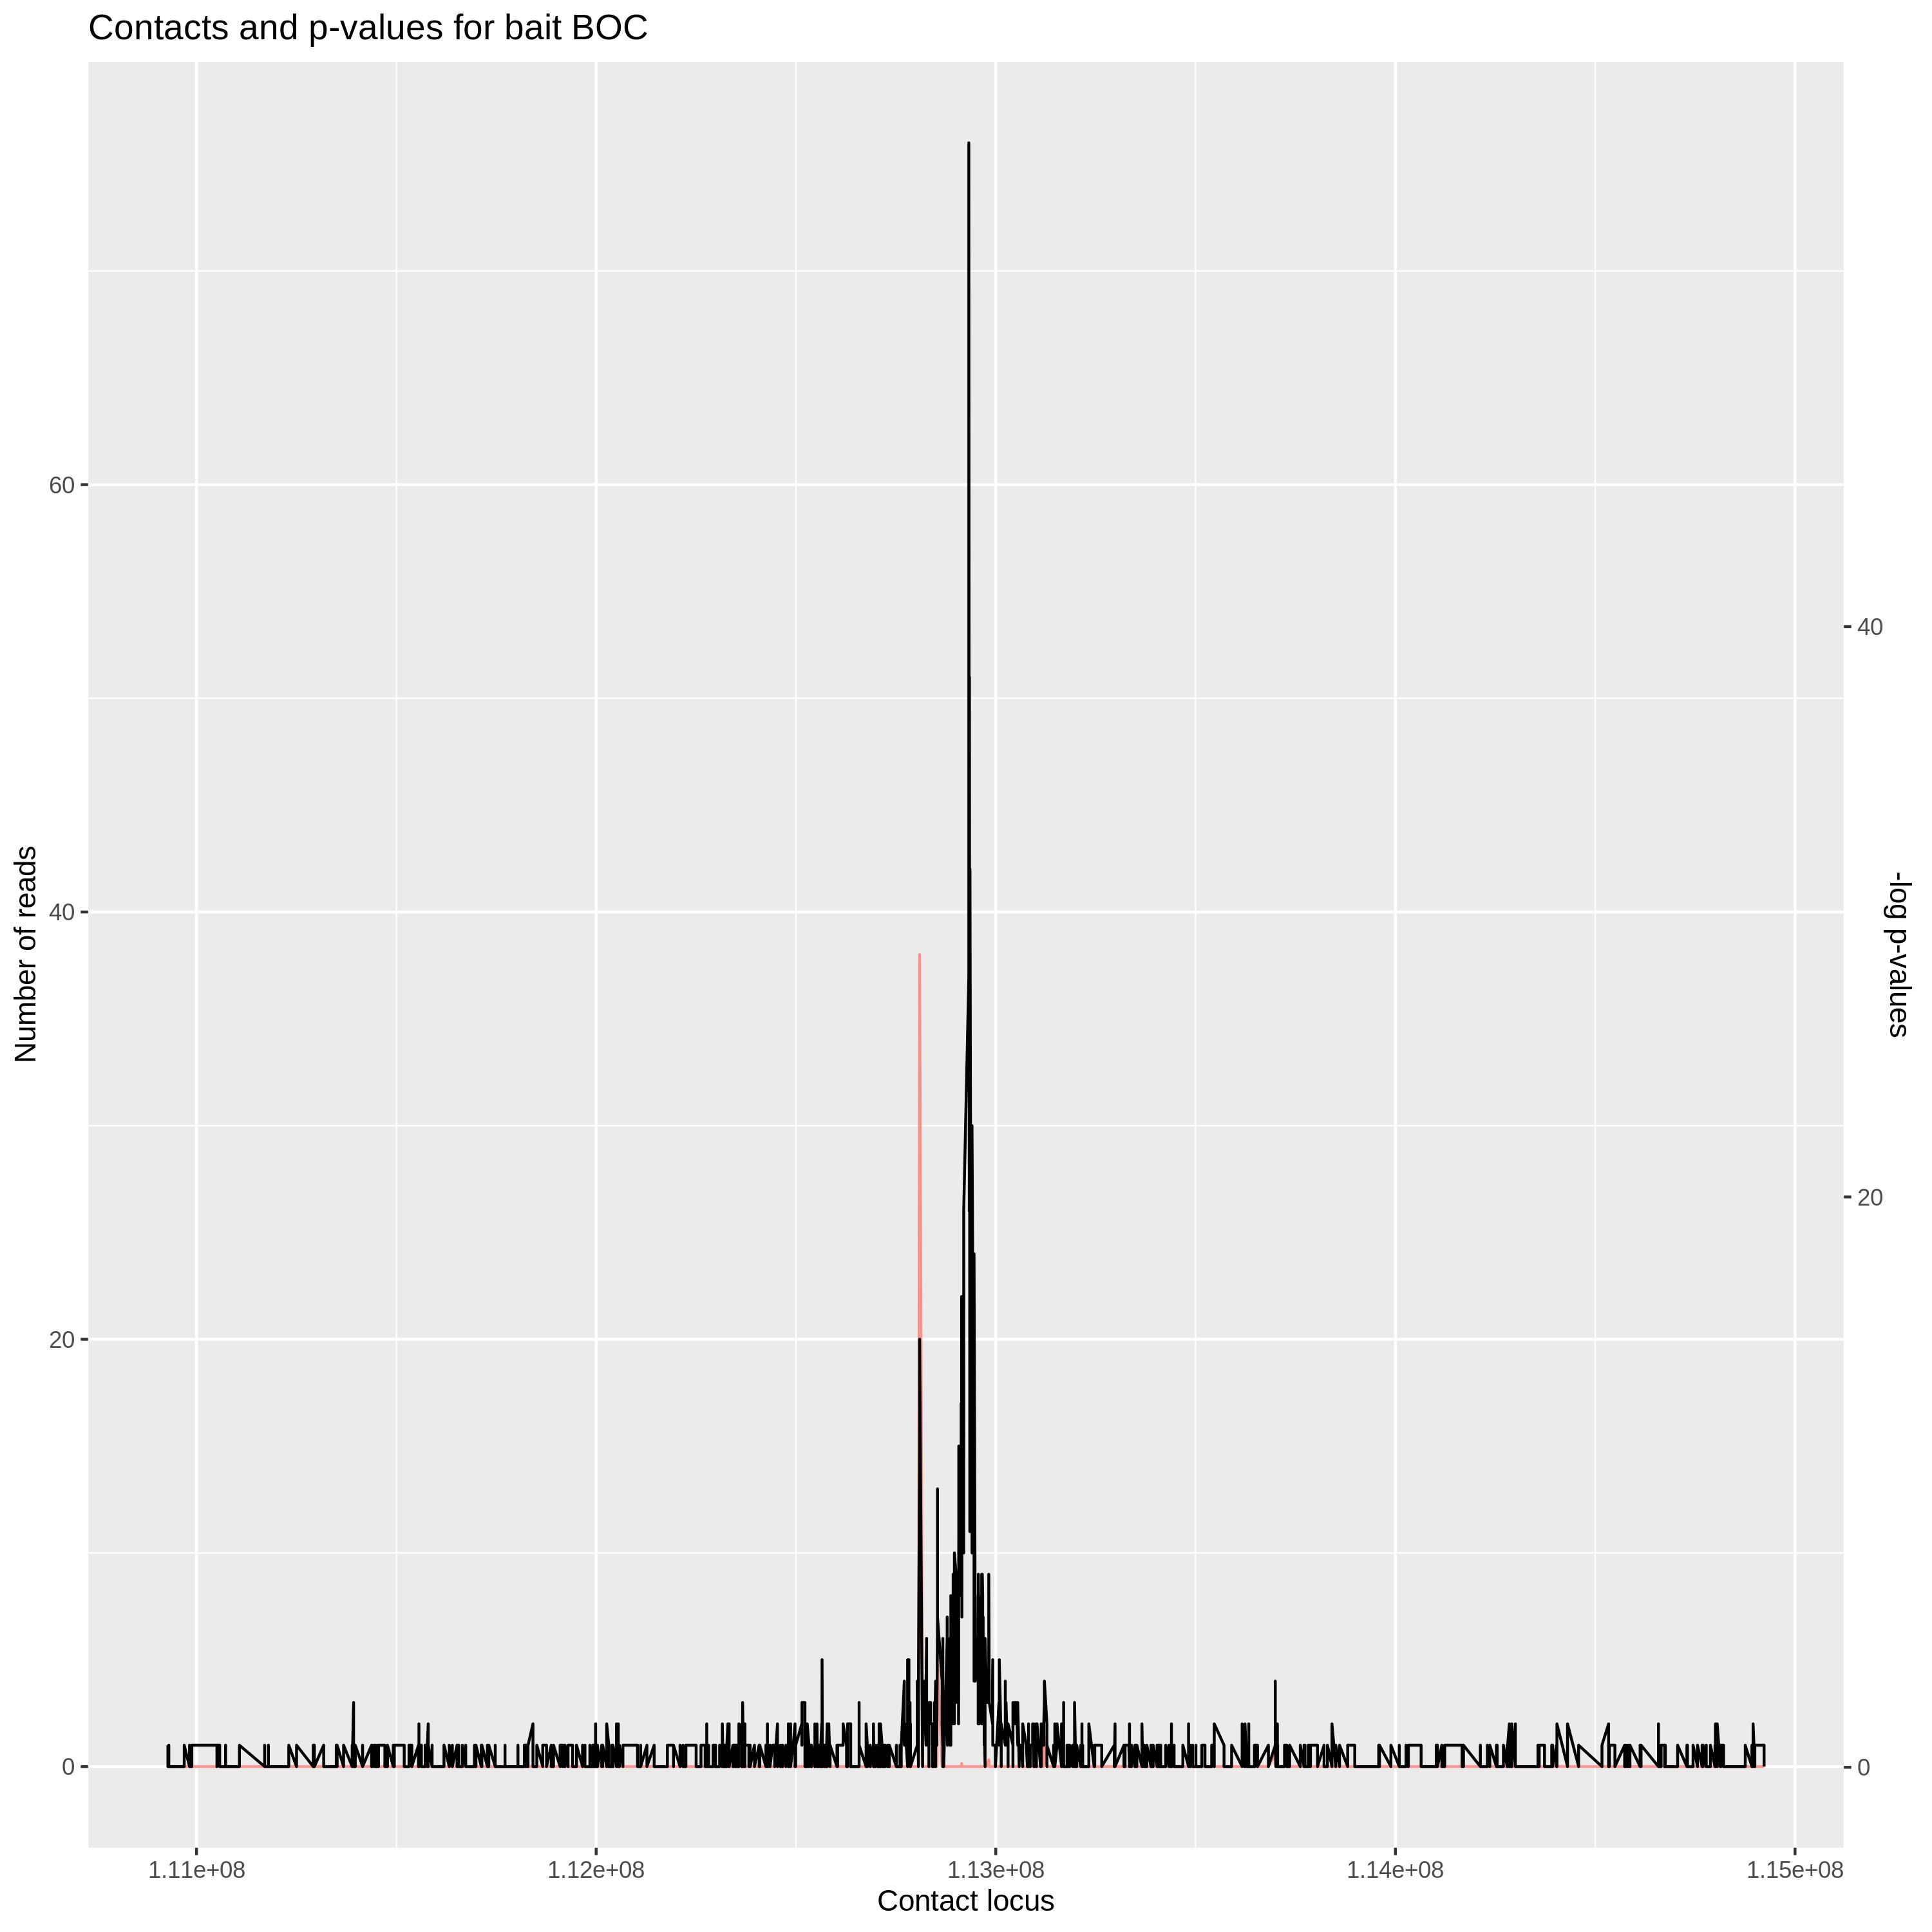 Contacts and p-values for bait BOC
Number of reads
60
40
20
0
-log p-values
40
20
0
1.11e+08
1.12e+08
1.13e+08
1.14e+08
1.15e+08
Contact locus